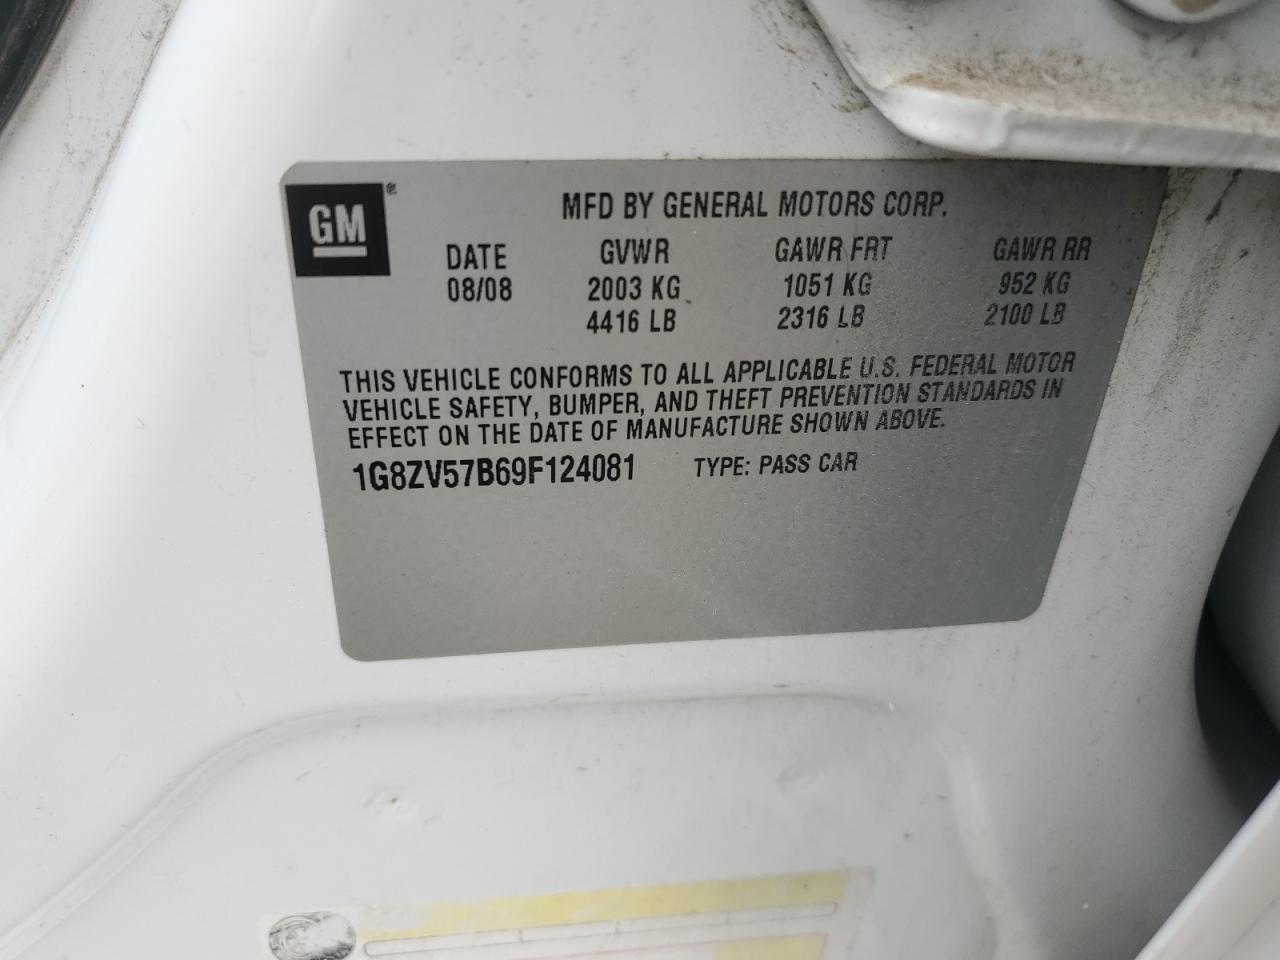 GM®
MFD BY GENERAL MOTORS CORP.
DATE GVWR GAWR FRT GAWR RR
08/08 2003 KG 1051 KG 952 KG
4416 LB 2316 LB 2100 LB
THIS VEHICLE CONFORMS TO ALL APPLICABLE U.S. FEDERAL MOTOR
VEHICLE SAFETY, BUMPER, AND THEFT PREVENTION STANDARDS IN
EFFECT ON THE DATE OF MANUFACTURE SHOWN ABOVE.
1G8ZV57B69F124081 TYPE: PASS CAR